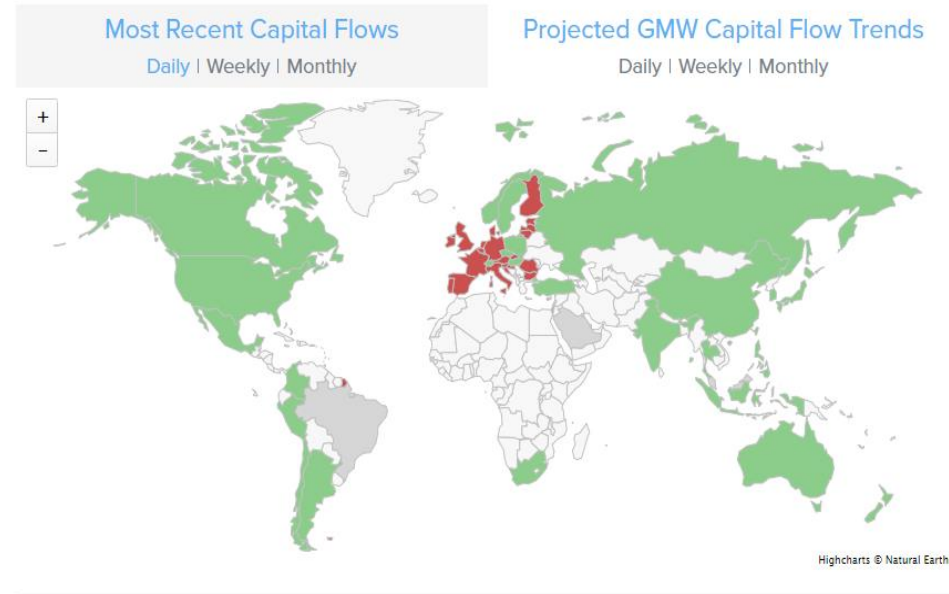 Most Recent Capital Flows
Daily | Weekly | Monthly
Projected GMW Capital Flow Trends
Daily | Weekly | Monthly
+
−
Highcharts © Natural Earth